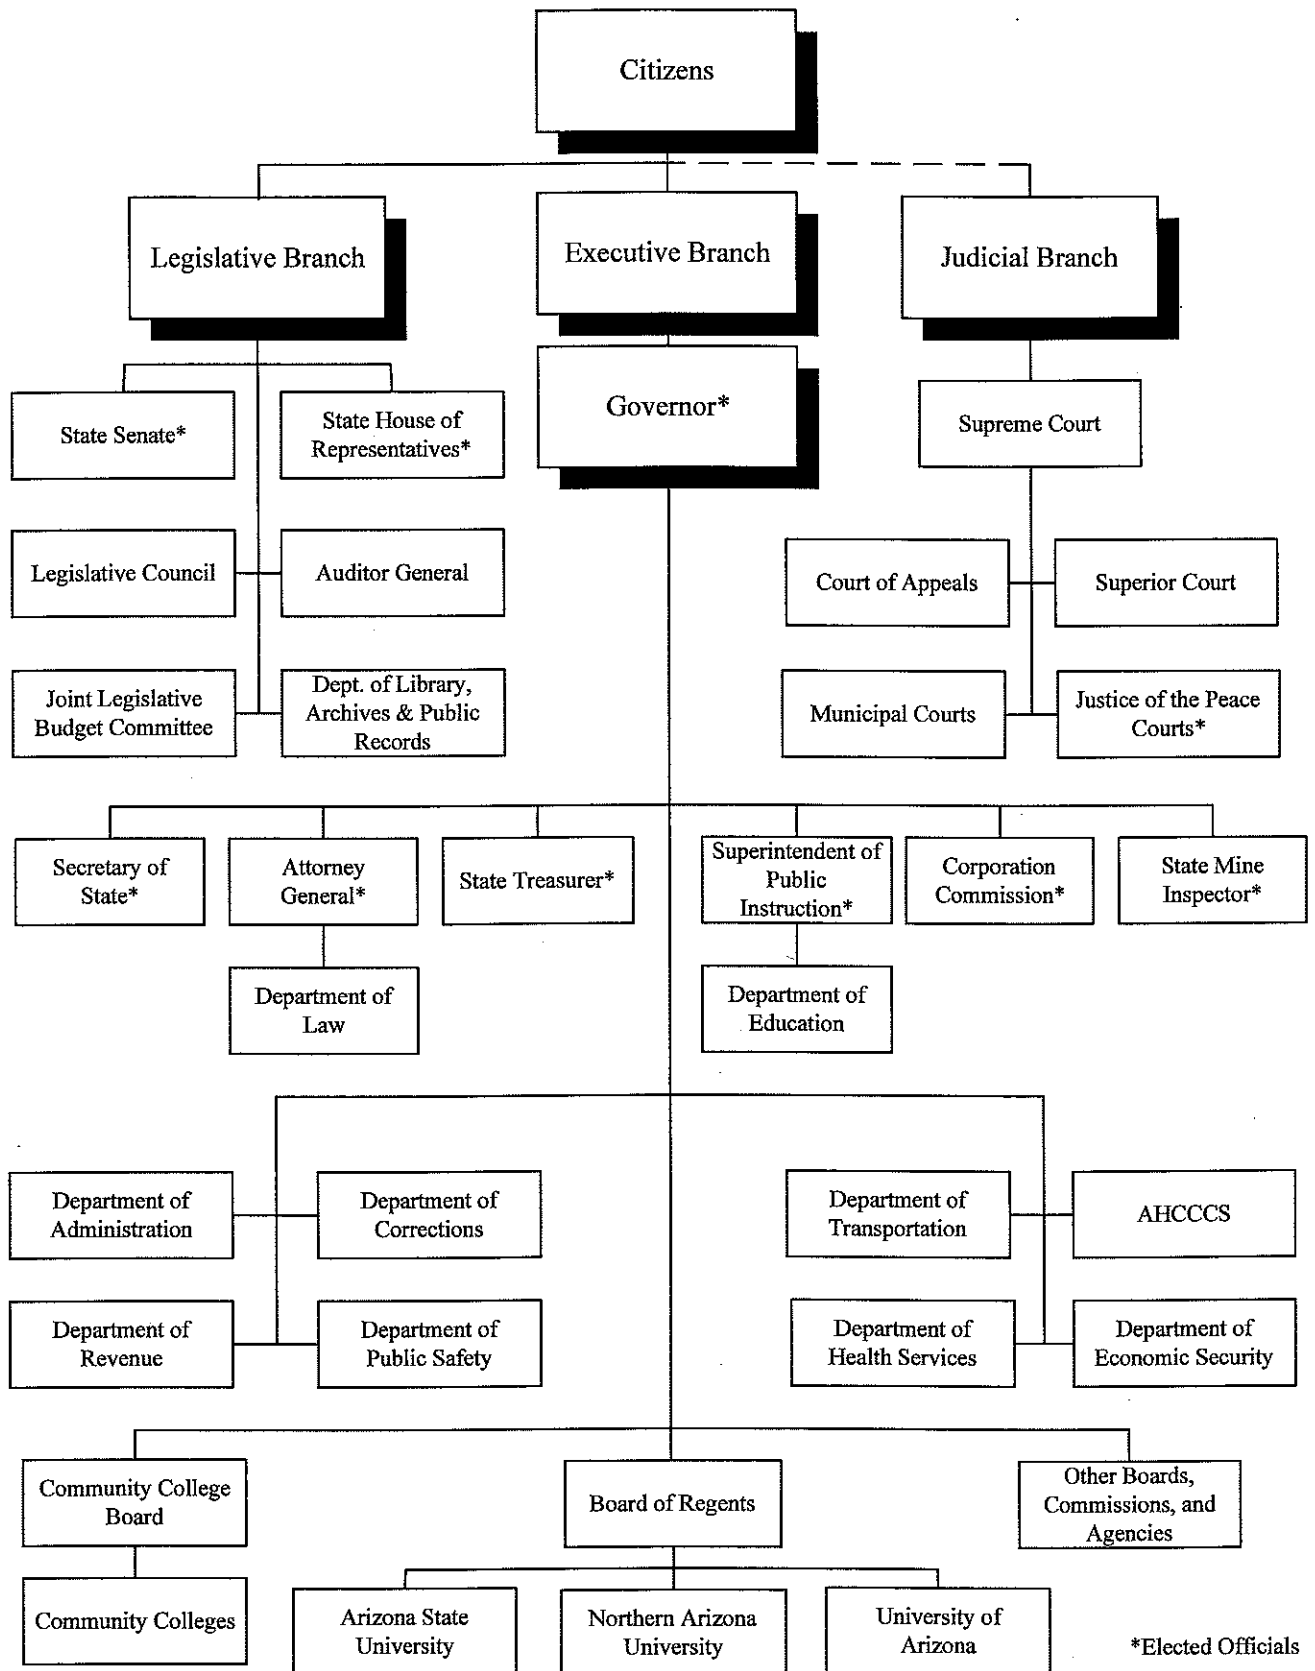 Citizens
Legislative Branch
Executive Branch
Judicial Branch
Governor*
State Senate*
State House of
Representatives*
Supreme Court
Legislative Council
Auditor General
Court of Appeals
Superior Court
Joint Legislative
Budget Committee
Dept. of Library,
Archives & Public
Records
Municipal Courts
Justice of the Peace
Courts*
Secretary of
State*
Attorney
General*
State Treasurer*
Superintendent of
Public
Instruction*
Corporation
Commission*
State Mine
Inspector*
Department of
Law
Department of
Education
Department of
Administration
Department of
Corrections
Department of
Transportation
AHCCCS
Department of
Revenue
Department of
Public Safety
Department of
Health Services
Department of
Economic Security
Community College
Board
Board of Regents
Other Boards,
Commissions, and
Agencies
Community Colleges
Arizona State
University
Northern Arizona
University
University of
Arizona
*Elected Officials